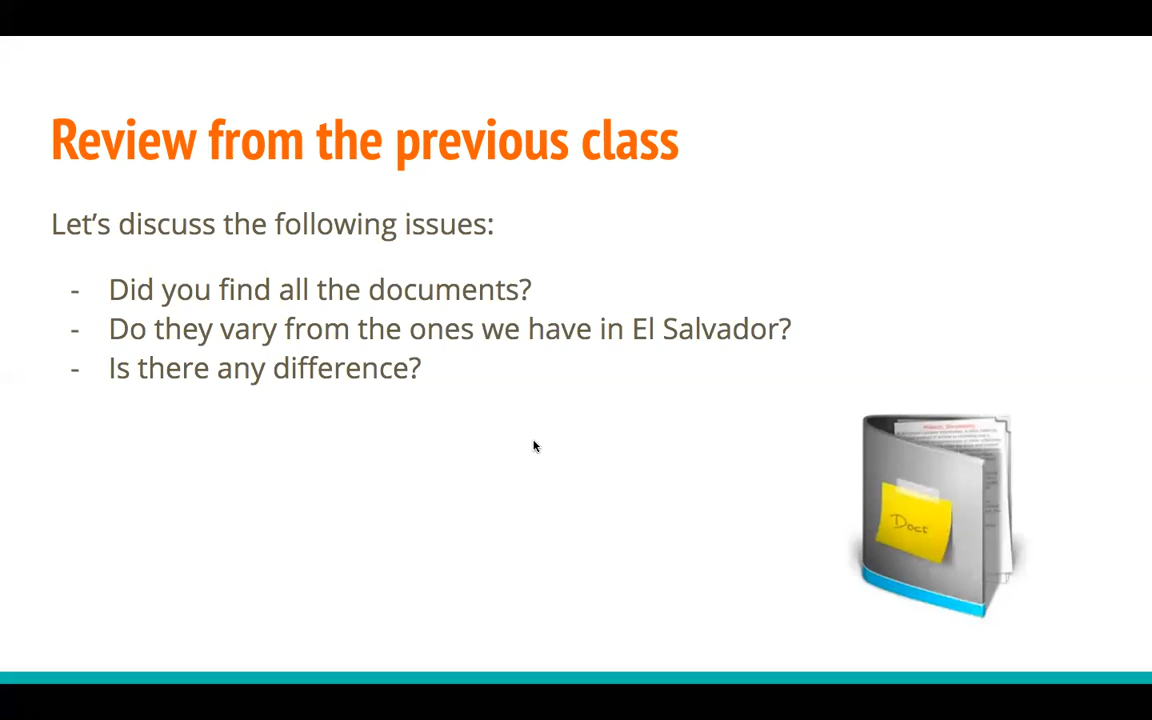 Review from the previous class
Let's discuss the following issues:
- Did you find all the documents?
- Do they vary from the ones we have in El Salvador?
- Is there any difference?
Doct